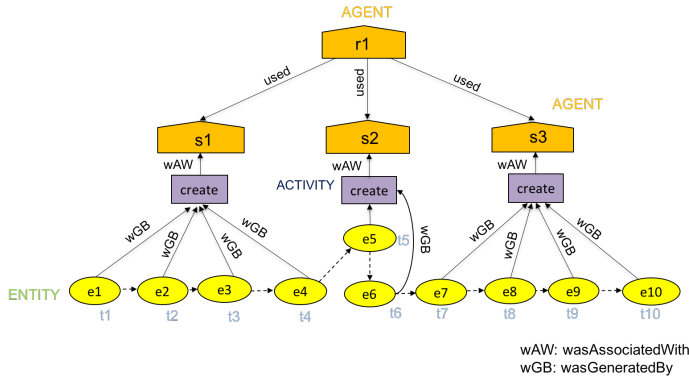 AGENT
r1
used
used
used
AGENT
s1
s2
s3
wAW
wAW
wAW
ACTIVITY
create
create
create
wGB
wGB
wGB
wGB
wGB
wGB
wGB
wGB
wGB
e5
t5
ENTITY
e1
e2
e3
e4
e6
e7
e8
e9
e10
t1
t2
t3
t4
t6
t7
t8
t9
t10
wAW: wasAssociatedWith
wGB: wasGeneratedBy